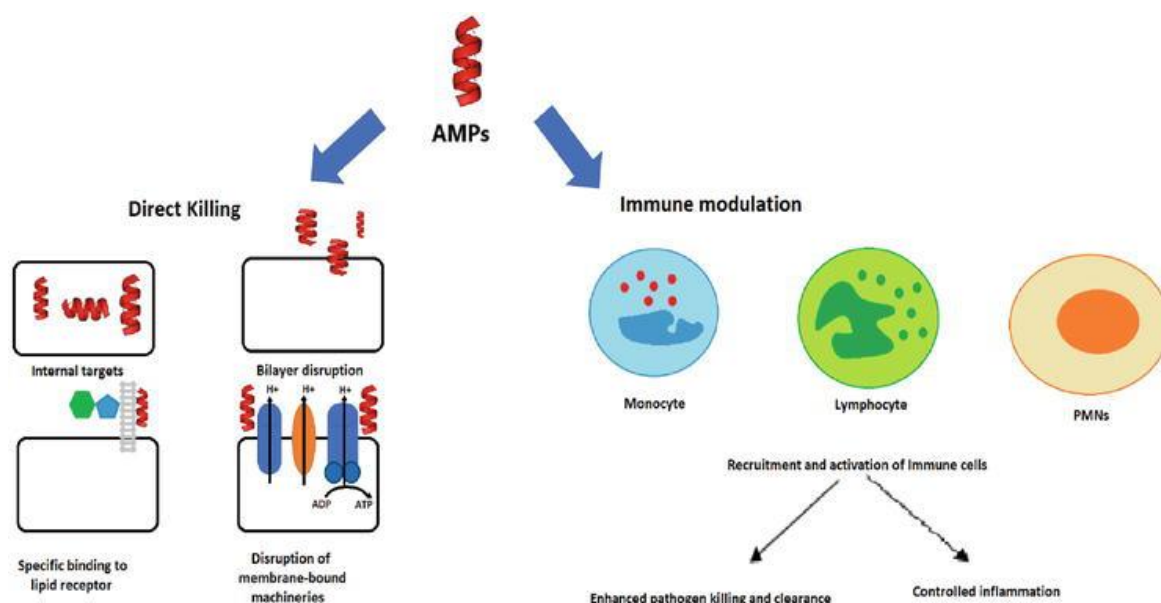 AMPs
Direct Killing
Internal targets
Bilayer disruption
H+ H+ H+
ADP ATP
Specific binding to
lipid receptor
Disruption of
membrane-bound
machineries
Immune modulation
Monocyte
Lymphocyte
PMNs
Recruitment and activation of Immune cells
Enhanced pathogen killing and clearance
Controlled inflammation